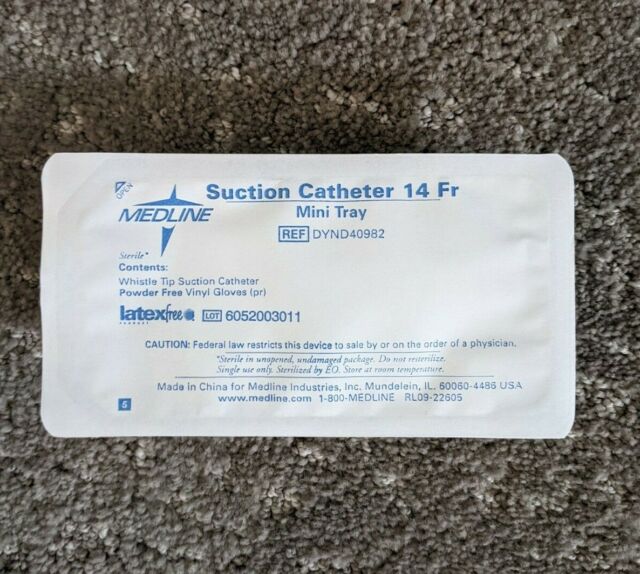 OPEN
Suction Catheter 14 Fr
MEDLINE
Mini Tray
REF DYND40982
Sterile*
Contents:
Whistle Tip Suction Catheter
Powder Free Vinyl Gloves (pr)
latexfree LOT 6052003011
PRODUCT
CAUTION: Federal law restricts this device to sale by or on the order of a physician.
*Sterile in unopened, undamaged package. Do not resterilize.
Single use only. Sterilized by EO. Store at room temperature.
Made in China for Medline Industries, Inc. Mundelein, IL. 60060-4486 USA
www.medline.com 1-800-MEDLINE RL09-22605
5